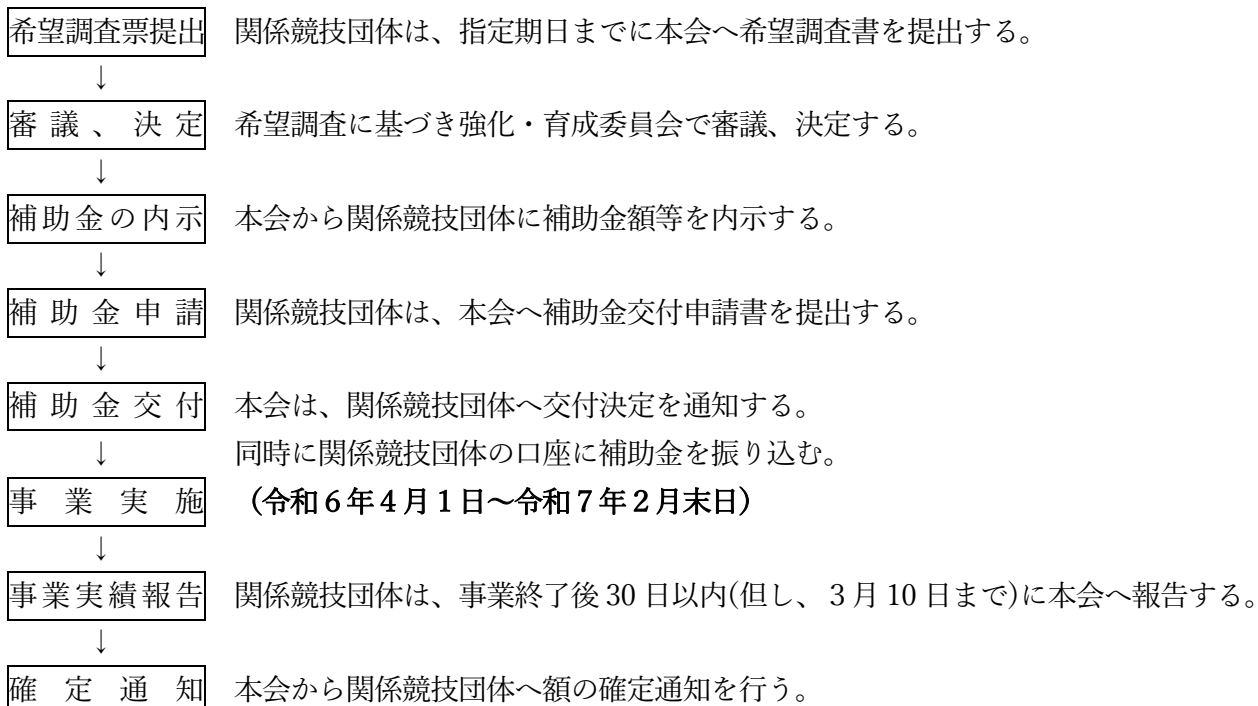 希望調査票提出 関係競技団体は、指定期日までに本会へ希望調査書を提出する。
↓
審議、決定 希望調査に基づき強化・育成委員会で審議、決定する。
↓
補助金の内示 本会から関係競技団体に補助金額等を内示する。
↓
補助金申請 関係競技団体は、本会へ補助金交付申請書を提出する。
↓
補助金交付 本会は、関係競技団体へ交付決定を通知する。
↓ 同時に関係競技団体の口座に補助金を振り込む。
事業実施 (令和6年4月1日～令和7年2月末日)
↓
事業実績報告 関係競技団体は、事業終了後30日以内(但し、3月10日まで)に本会へ報告する。
↓
確定通知 本会から関係競技団体へ額の確定通知を行う。